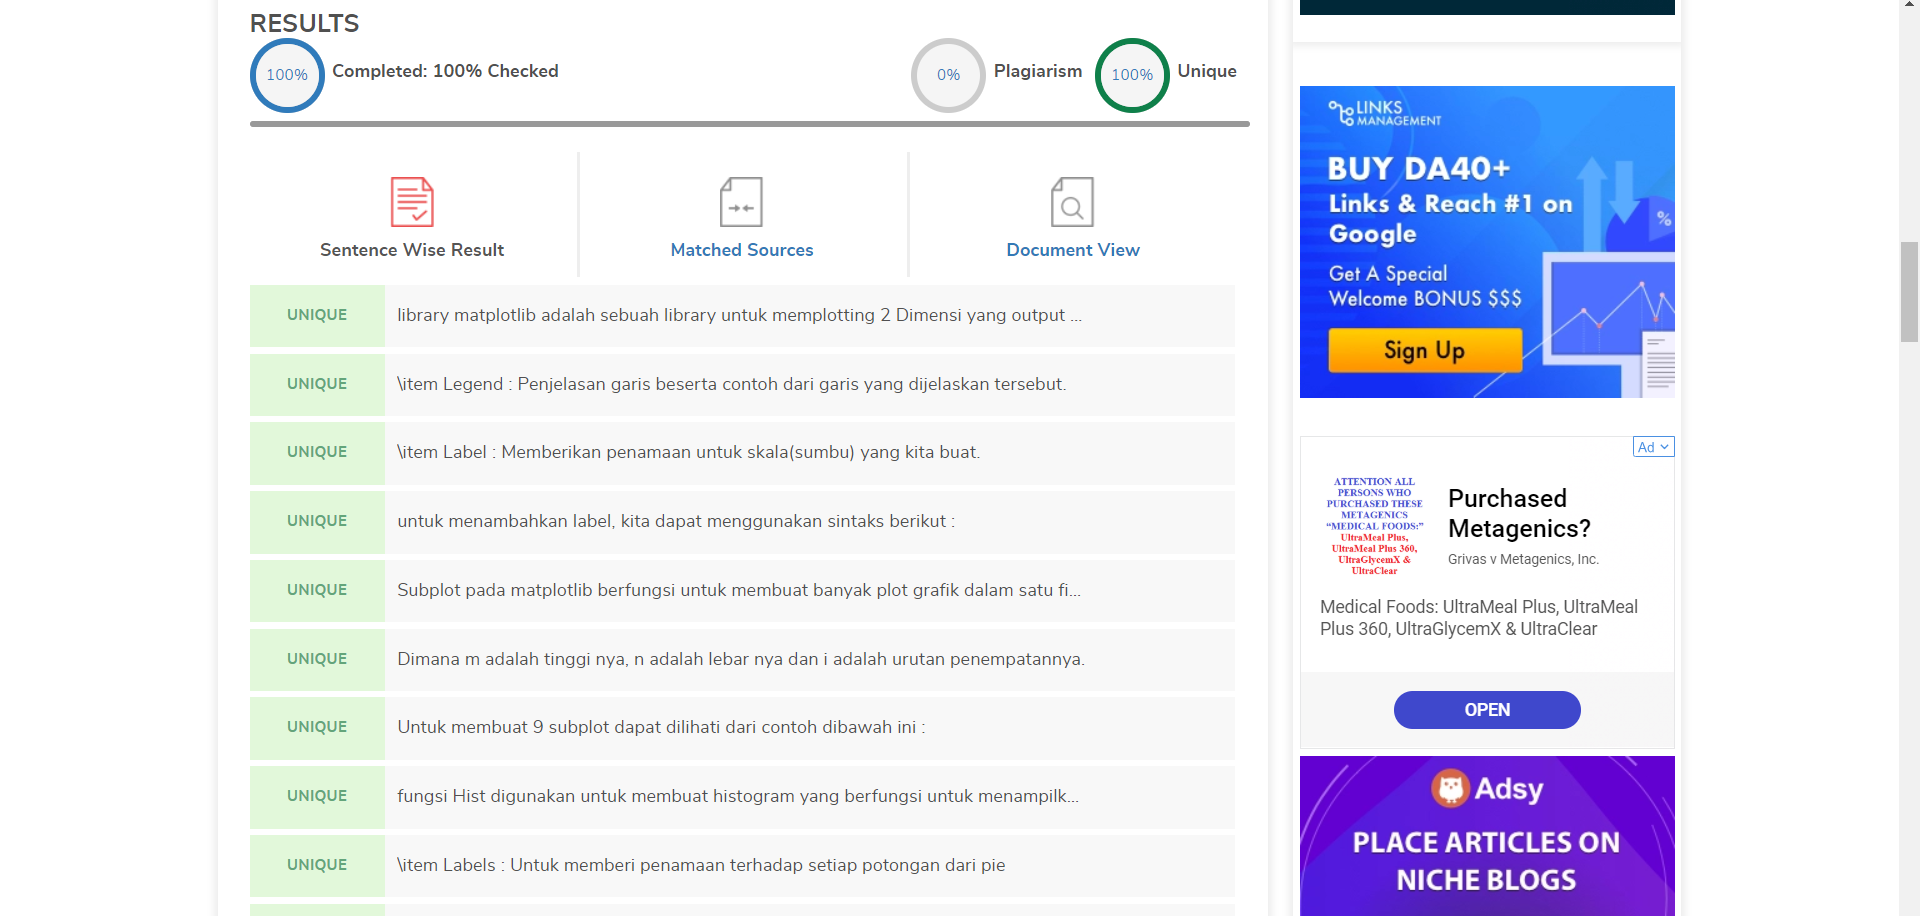 RESULTS
100%
Completed: 100% Checked
0%
Plagiarism
100%
Unique
Sentence Wise Result
Matched Sources
Document View
UNIQUE library matplotlib adalah sebuah library untuk memplotting 2 Dimensi yang output ...
UNIQUE \item Legend : Penjelasan garis beserta contoh dari garis yang dijelaskan tersebut.
UNIQUE \item Label : Memberikan penamaan untuk skala(sumbu) yang kita buat.
UNIQUE untuk menambahkan label, kita dapat menggunakan sintaks berikut :
UNIQUE Subplot pada matplotlib berfungsi untuk membuat banyak plot grafik dalam satu fi...
UNIQUE Dimana m adalah tinggi nya, n adalah lebar nya dan i adalah urutan penempatannya.
UNIQUE Untuk membuat 9 subplot dapat dilihati dari contoh dibawah ini :
UNIQUE fungsi Hist digunakan untuk membuat histogram yang berfungsi untuk menampilk...
UNIQUE \item Labels : Untuk memberi penamaan terhadap setiap potongan dari pie
LINKS
MANAGEMENT
BUY DA40+
Links & Reach #1 on
Google
Get A Special
Welcome BONUS $$$
Sign Up
%
Ad
ATTENTION ALL
PERSONS WHO
PURCHASED THESE
METAGENICS
“MEDICAL FOODS:”
UltraMeal Plus,
UltraMeal Plus 360,
UltraGlycemX &
UltraClear
Purchased
Metagenics?
Grivas v Metagenics, Inc.
Medical Foods: UltraMeal Plus, UltraMeal
Plus 360, UltraGlycemX & UltraClear
OPEN
Adsy
PLACE ARTICLES ON
NICHE BLOGS